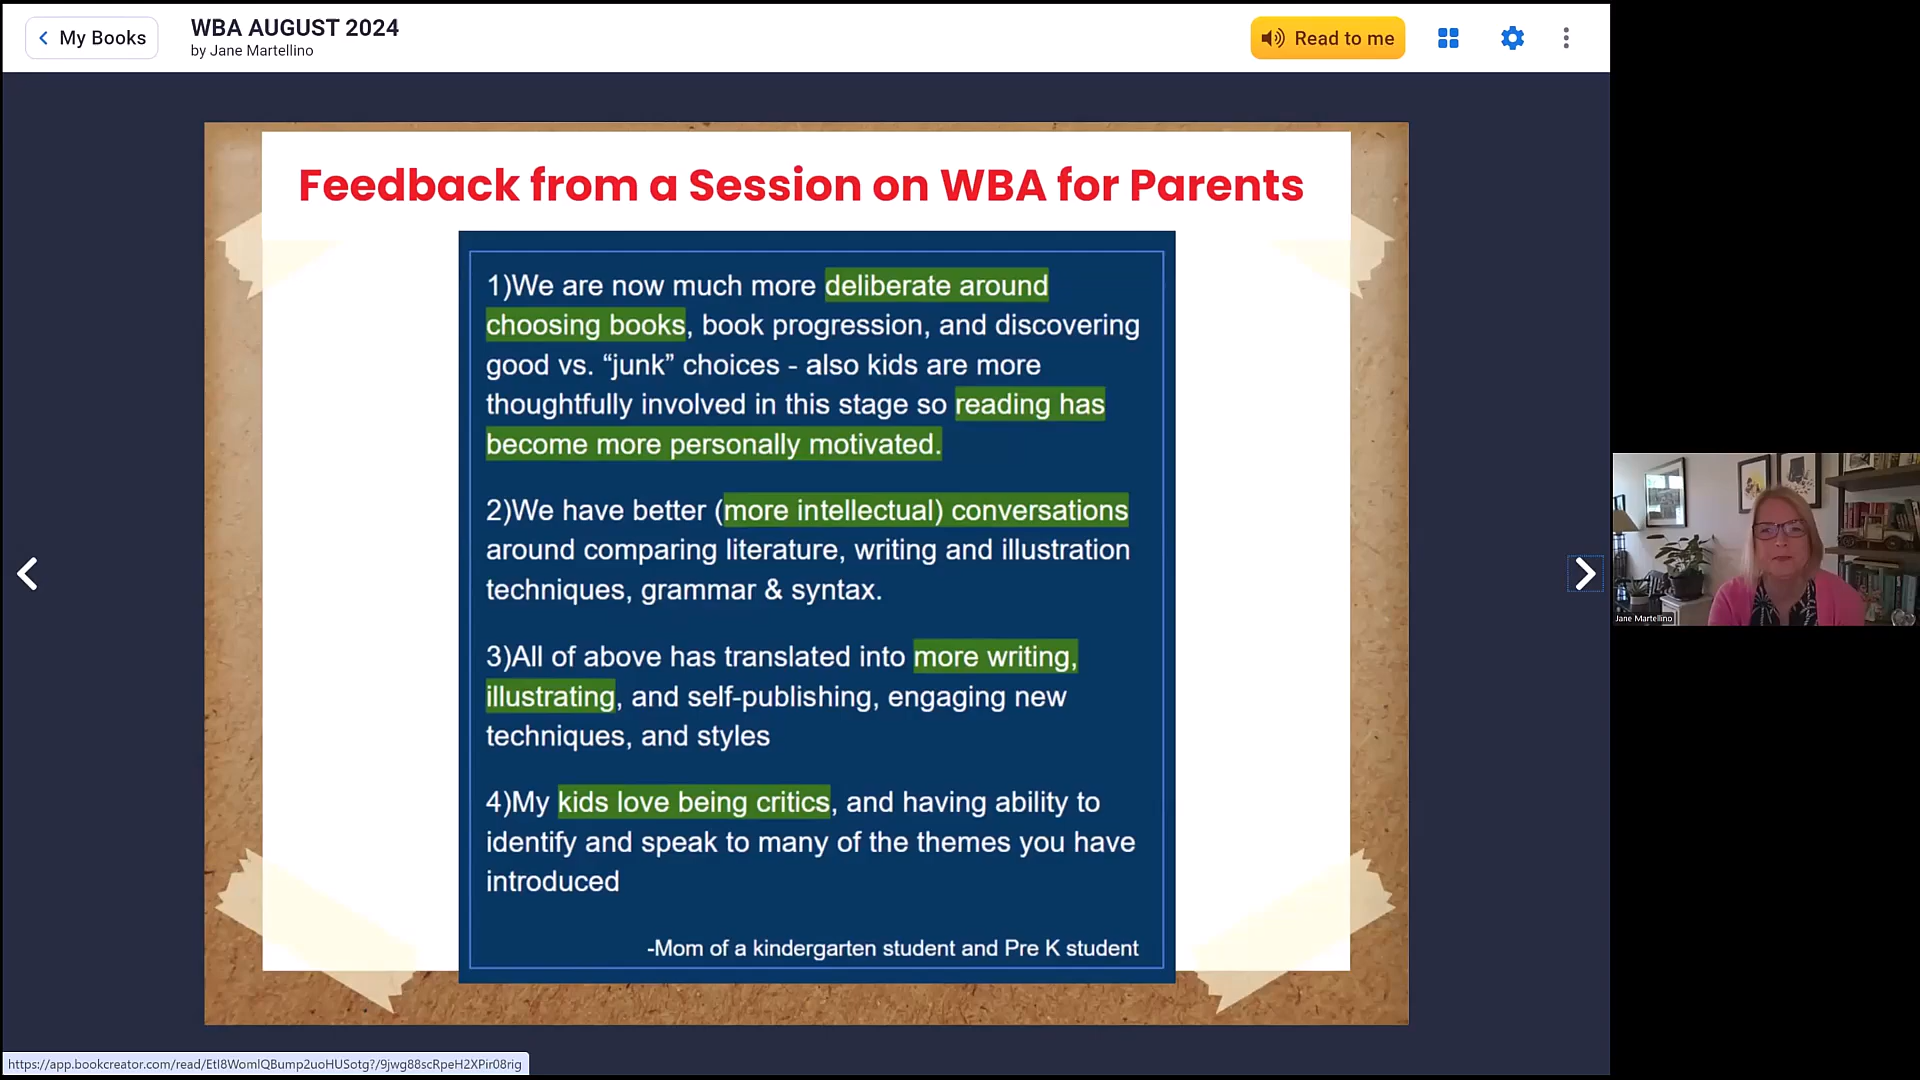 My Books
WBA AUGUST 2024
by Jane Martellino
Read to me
Feedback from a Session on WBA for Parents
1)We are now much more deliberate around
choosing books, book progression, and discovering
good vs. “junk” choices - also kids are more
thoughtfully involved in this stage so reading has
become more personally motivated.
2)We have better (more intellectual) conversations
around comparing literature, writing and illustration
techniques, grammar & syntax.
3)All of above has translated into more writing,
illustrating, and self-publishing, engaging new
techniques, and styles
4)My kids love being critics, and having ability to
identify and speak to many of the themes you have
introduced
-Mom of a kindergarten student and Pre K student
Jane Martellino
https://app.bookcreator.com/read/EtI8WomlQBump2uoHUSotg?/9jwg88scRpeH2XPir08rig